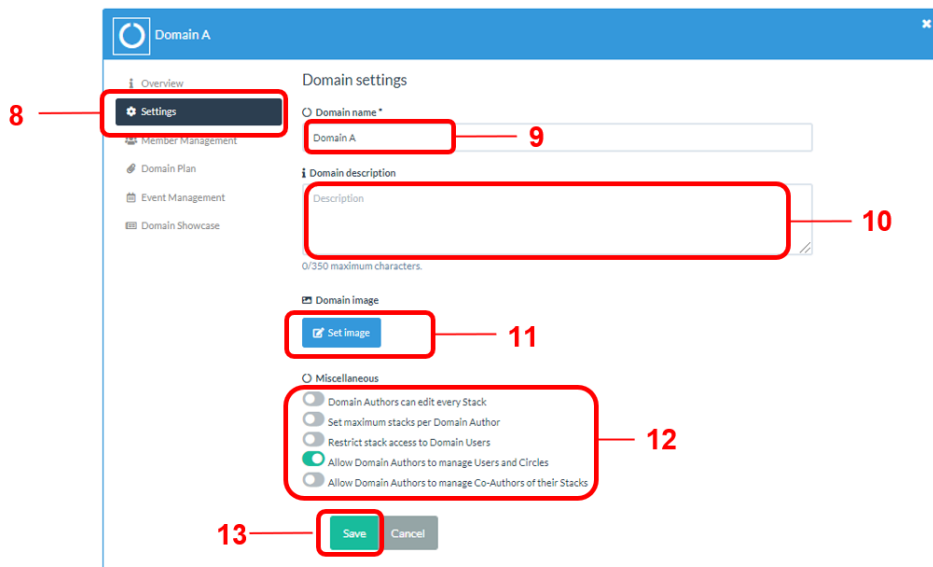 Domain A
×
Overview
Settings
Member Management
Domain Plan
Event Management
Domain Showcase
8
Domain settings
Domain name *
Domain A
9
Domain description
Description
10
0/350 maximum characters.
Domain image
Set image
11
Miscellaneous
Domain Authors can edit every Stack
Set maximum stacks per Domain Author
Restrict stack access to Domain Users
Allow Domain Authors to manage Users and Circles
Allow Domain Authors to manage Co-Authors of their Stacks
12
13
Save
Cancel